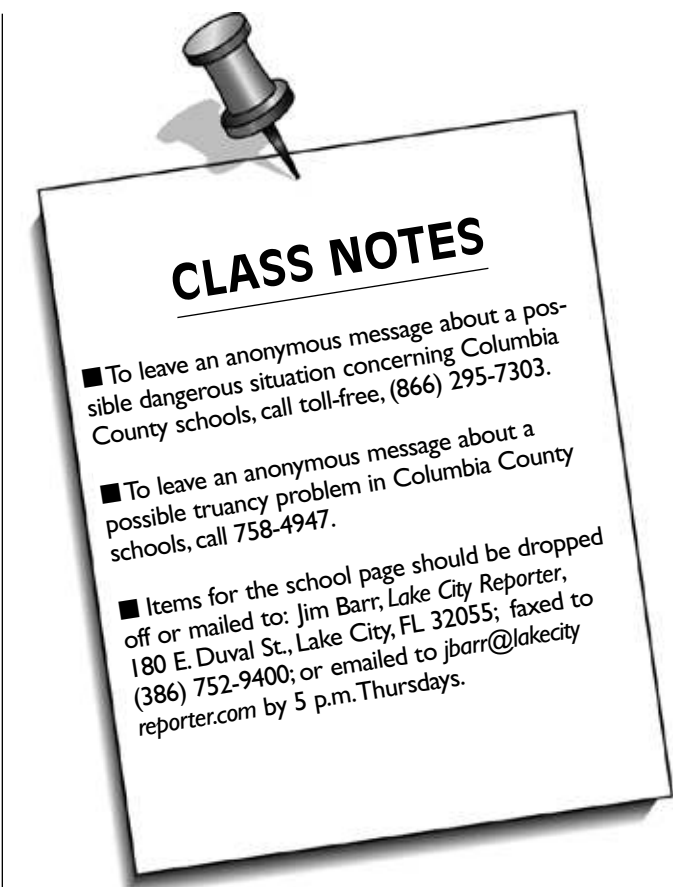 CLASS NOTES
■ To leave an anonymous message about a pos-
sible dangerous situation concerning Columbia
County schools, call toll-free, (866) 295-7303.
■ To leave an anonymous message about a
possible truancy problem in Columbia County
schools, call 758-4947.
■ Items for the school page should be dropped
off or mailed to: Jim Barr, Lake City Reporter,
180 E. Duval St., Lake City, FL 32055; faxed to
(386) 752-9400; or emailed to jbarr@lakecity
reporter.com by 5 p.m. Thursdays.